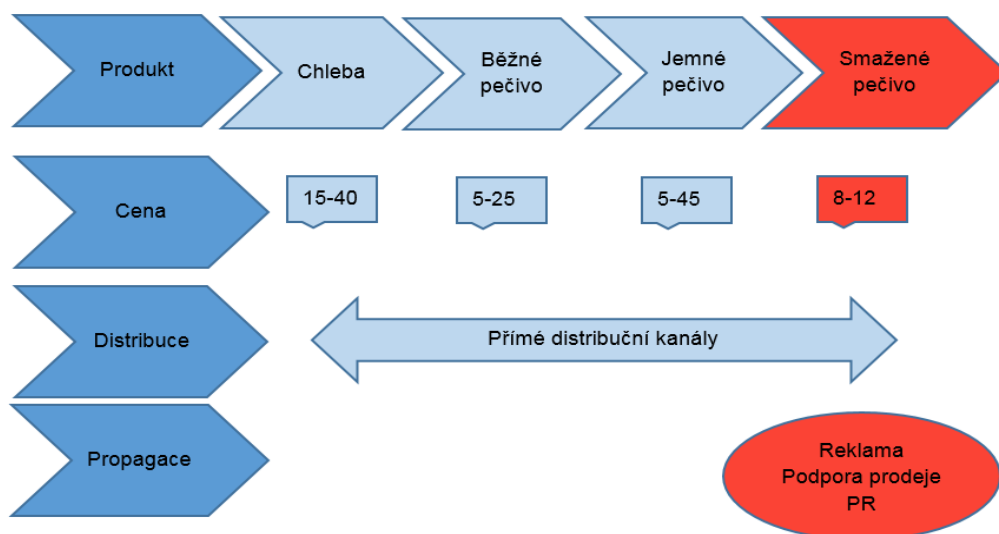 Produkt
Chleba
Běžné
pečivo
Jemné
pečivo
Smažené
pečivo
Cena
15-40
5-25
5-45
8-12
Distribuce
Přímé distribuční kanály
Propagace
Reklama
Podpora prodeje
PR